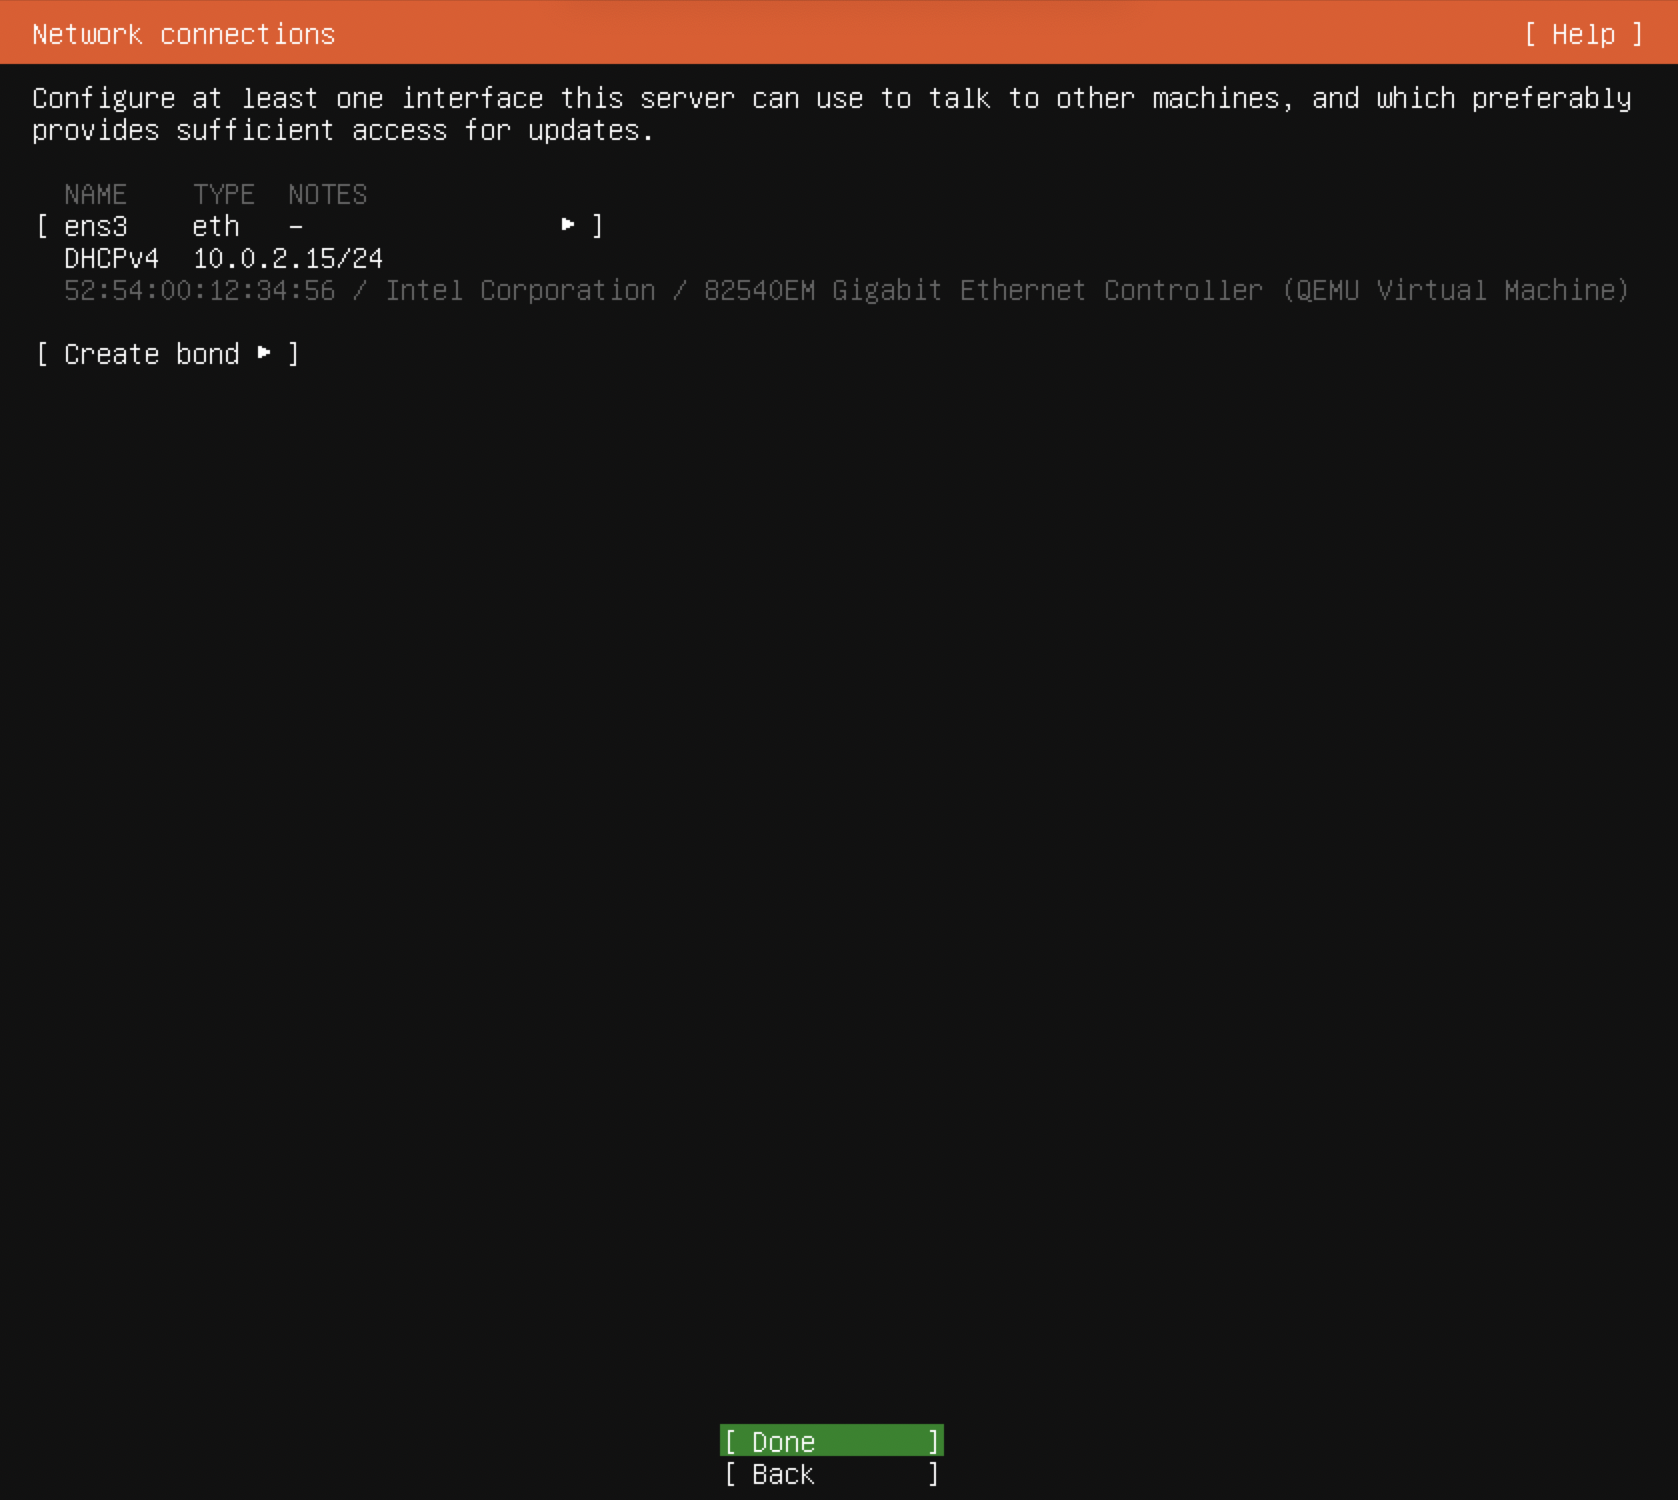 Network connections [ Help ]
Configure at least one interface this server can use to talk to other machines, and which preferably
provides sufficient access for updates.
NAME TYPE NOTES
[ ens3 eth – ▸ ]
DHCPv4 10.0.2.15/24
52:54:00:12:34:56 / Intel Corporation / 82540EM Gigabit Ethernet Controller (QEMU Virtual Machine)
[ Create bond ▸ ]
[ Done ]
[ Back ]